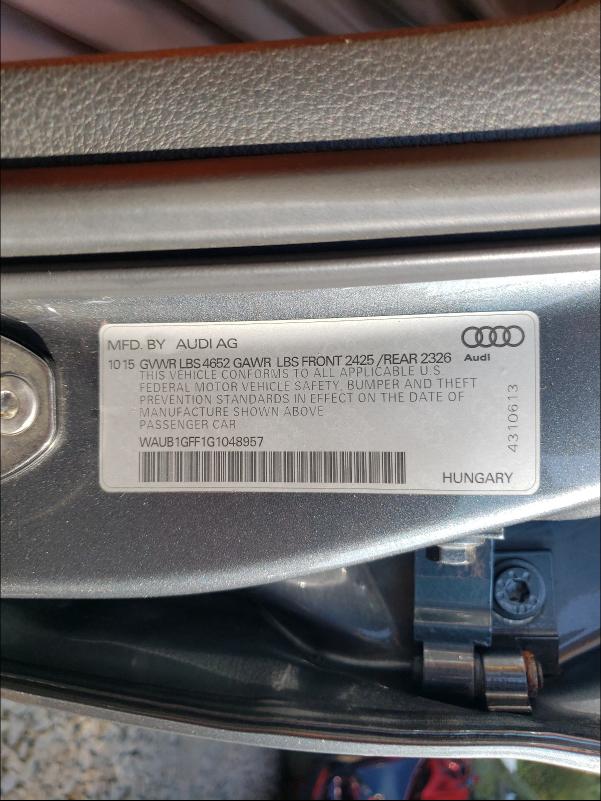 MFD. BY AUDI AG
10 15 GVWR LBS 4652 GAWR LBS FRONT 2425 /REAR 2326
Audi
THIS VEHICLE CONFORMS TO ALL APPLICABLE U.S
FEDERAL MOTOR VEHICLE SAFETY, BUMPER AND THEFT
PREVENTION STANDARDS IN EFFECT ON THE DATE OF
MANUFACTURE SHOWN ABOVE
PASSENGER CAR
WAUB1GFF1G1048957
HUNGARY
4310613